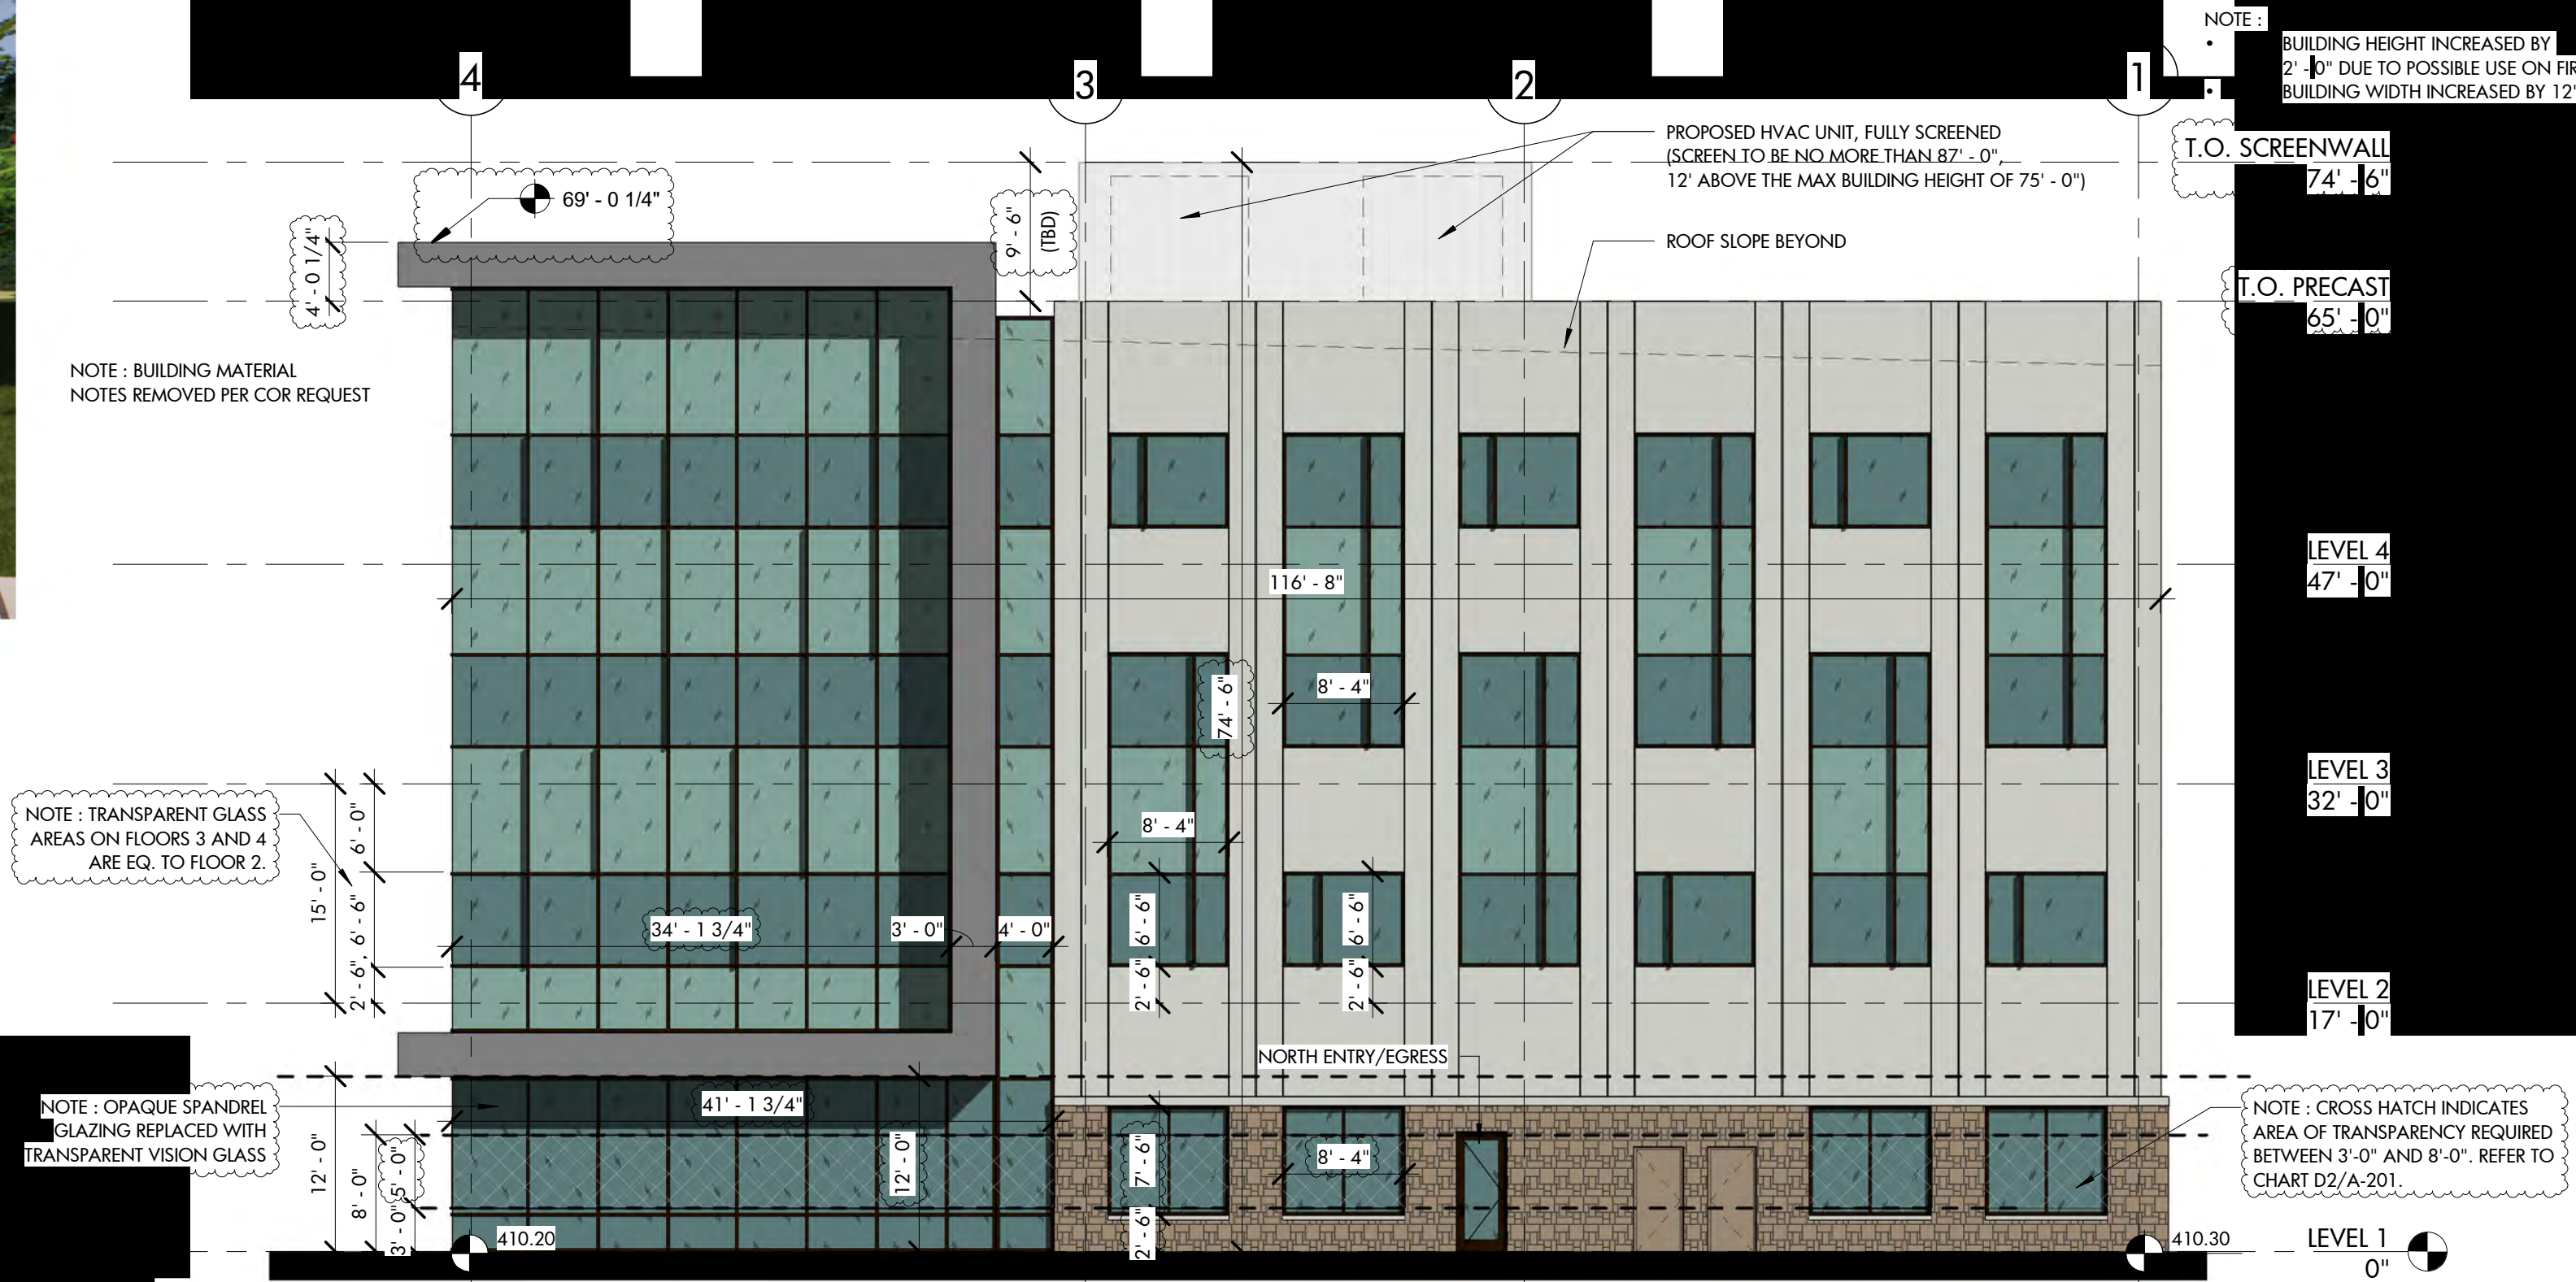 NOTE :
•
BUILDING HEIGHT INCREASED BY
2' - 0" DUE TO POSSIBLE USE ON
•
BUILDING WIDTH INCREASED BY 12'
4
3
2
1
PROPOSED HVAC UNIT, FULLY SCREENED
(SCREEN TO BE NO MORE THAN 87' - 0",
12' ABOVE THE MAX BUILDING HEIGHT OF 75' - 0")
T.O. SCREENWALL
74' - 6"
69' - 0 1/4"
4' - 0 1/4"
9' - 6"
(TBD)
ROOF SLOPE BEYOND
T.O. PRECAST
65' - 0"
NOTE : BUILDING MATERIAL
NOTES REMOVED PER COR REQUEST
LEVEL 4
47' - 0"
116' - 8"
74' - 6"
8' - 4"
LEVEL 3
32' - 0"
NOTE : TRANSPARENT GLASS
AREAS ON FLOORS 3 AND 4
ARE EQ. TO FLOOR 2.
15' - 0"
6' - 0"
6' - 6"
2' - 6"
8' - 4"
34' - 1 3/4"
3' - 0"
4' - 0"
6' - 6"
2' - 6"
6' - 6"
2' - 6"
LEVEL 2
17' - 0"
NORTH ENTRY/EGRESS
NOTE : OPAQUE SPANDREL
GLAZING REPLACED WITH
TRANSPARENT VISION GLASS
41' - 1 3/4"
12' - 0"
8' - 0"
5' - 0"
3' - 0"
12' - 0"
7' - 6"
2' - 6"
8' - 4"
NOTE : CROSS HATCH INDICATES
AREA OF TRANSPARENCY REQUIRED
BETWEEN 3'-0" AND 8'-0". REFER TO
CHART D2/A-201.
410.20
410.30
LEVEL 1
0"